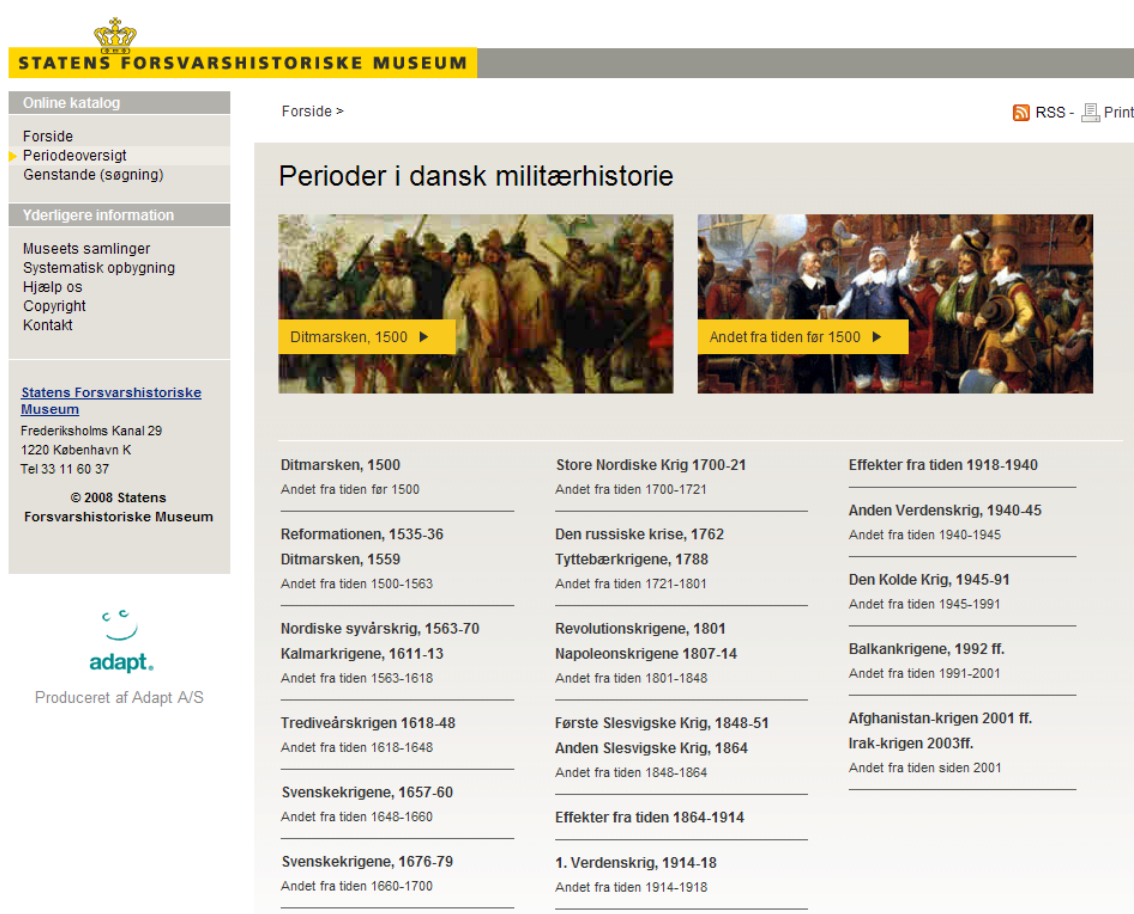 STATENS FORSVARSHISTORISKE MUSEUM
Online katalog
Forside
Periodeoversigt
Genstande (søgning)
Yderligere information
Museets samlinger
Systematisk opbygning
Hjælp os
Copyright
Kontakt
Statens Forsvarshistoriske
Museum
Frederiksholms Kanal 29
1220 København K
Tel 33 11 60 37
© 2008 Statens
Forsvarshistoriske Museum
adapt.
Produceret af Adapt A/S
Forside >
RSS - Print
Perioder i dansk militærhistorie
Ditmarsken, 1500
Andet fra tiden før 1500
Ditmarsken, 1500
Andet fra tiden før 1500
Reformationen, 1535-36
Ditmarsken, 1559
Andet fra tiden 1500-1563
Nordiske syvårskrig, 1563-70
Kalmarkrigene, 1611-13
Andet fra tiden 1563-1618
Trediveårskrigen 1618-48
Andet fra tiden 1618-1648
Svenskekrigene, 1657-60
Andet fra tiden 1648-1660
Svenskekrigene, 1676-79
Andet fra tiden 1660-1700
Store Nordiske Krig 1700-21
Andet fra tiden 1700-1721
Den russiske krise, 1762
Tyttebærkrigene, 1788
Andet fra tiden 1721-1801
Revolutionskrigene, 1801
Napoleonskrigene 1807-14
Andet fra tiden 1801-1848
Første Slesvigske Krig, 1848-51
Anden Slesvigske Krig, 1864
Andet fra tiden 1848-1864
Effekter fra tiden 1864-1914
1. Verdenskrig, 1914-18
Andet fra tiden 1914-1918
Effekter fra tiden 1918-1940
Anden Verdenskrig, 1940-45
Andet fra tiden 1940-1945
Den Kolde Krig, 1945-91
Andet fra tiden 1945-1991
Balkankrigene, 1992 ff.
Andet fra tiden 1991-2001
Afghanistan-krigen 2001 ff.
Irak-krigen 2003ff.
Andet fra tiden siden 2001